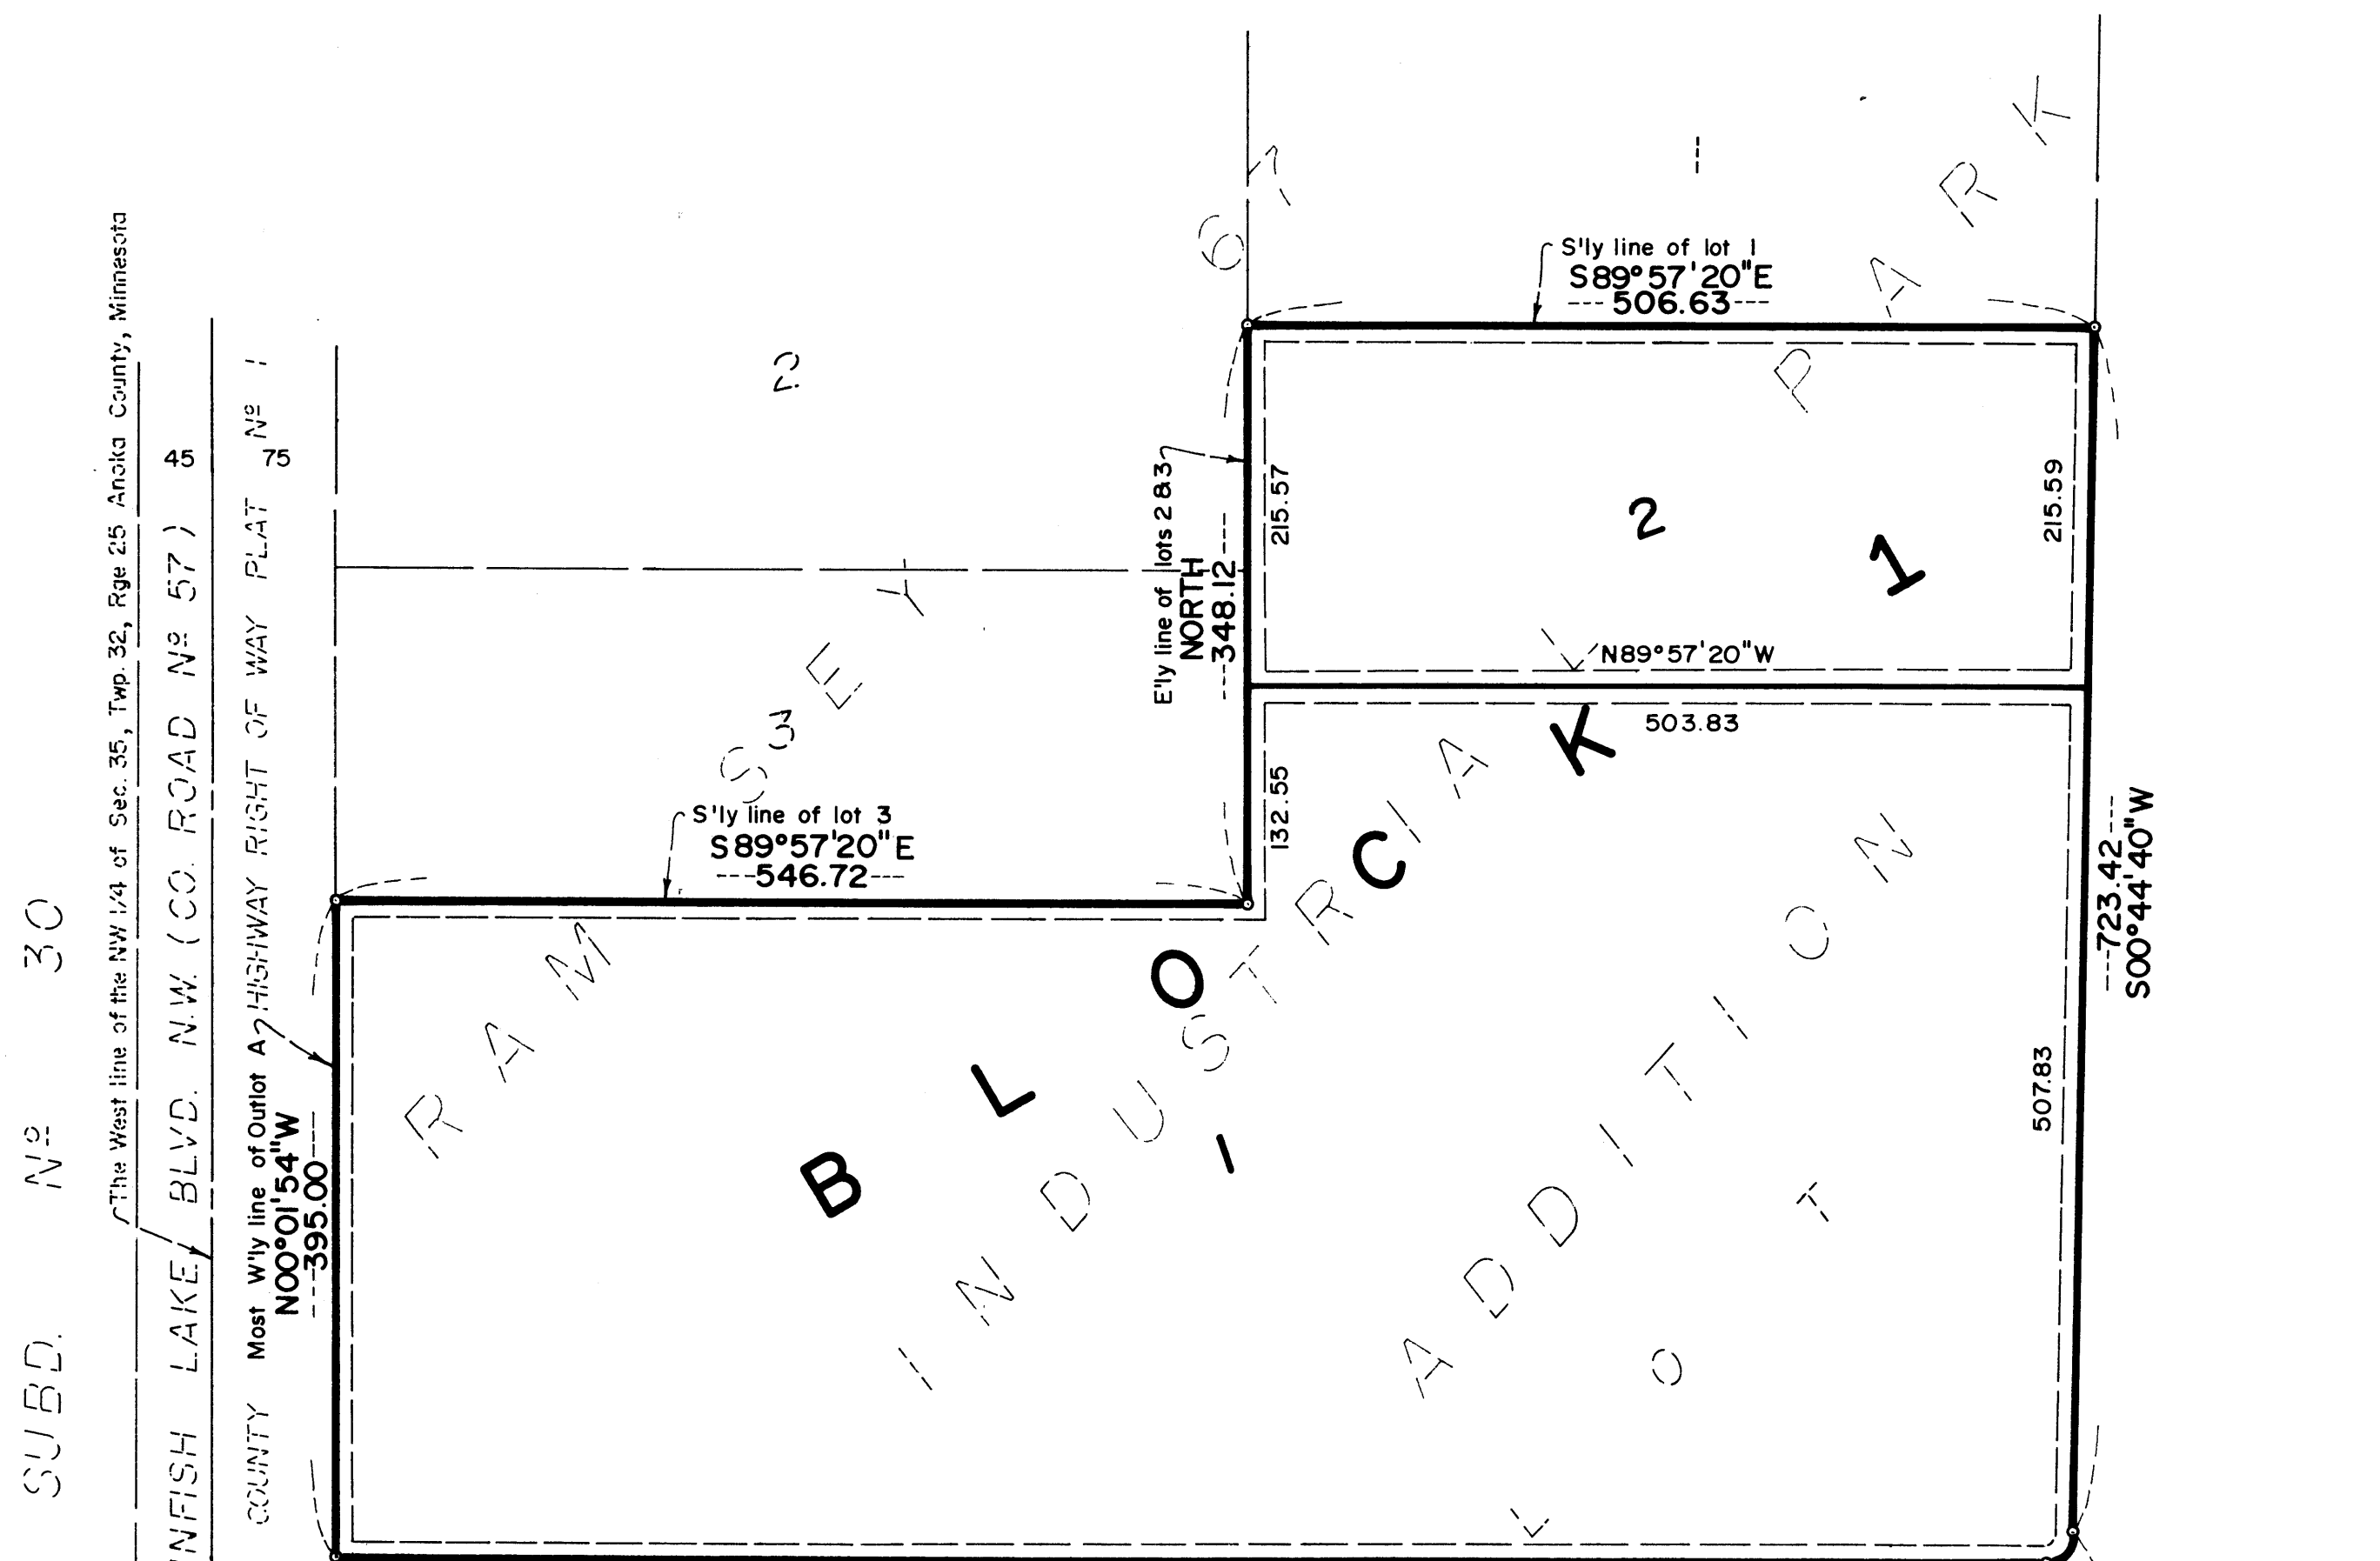 SUBD. Nº 30
The West line of the NW 1/4 of Sec. 35, Twp. 32, Rge 25 Anoka County, Minnesota
NFISH LAKE BLVD. N.W. (CO. ROAD Nº 57) 45
COUNTY HIGHWAY RIGHT OF WAY PLAT Nº 1
75
Most W'ly line of Outlot A
N00°01'54"W
---395.00---
2
3
S'ly line of lot 3
S89°57'20"E
---546.72---
67
1
S'ly line of lot 1
S89°57'20"E
---506.63---
E'ly line of lots 2 & 3
NORTH
---348.12---
215.57
215.59
2
1
N89°57'20"W
503.83
132.55
507.83
---723.42---
S00°44'40"W
BLOCK 1
1
RAMSEY
INDUSTRIAL PARK
ADDITION
LOT